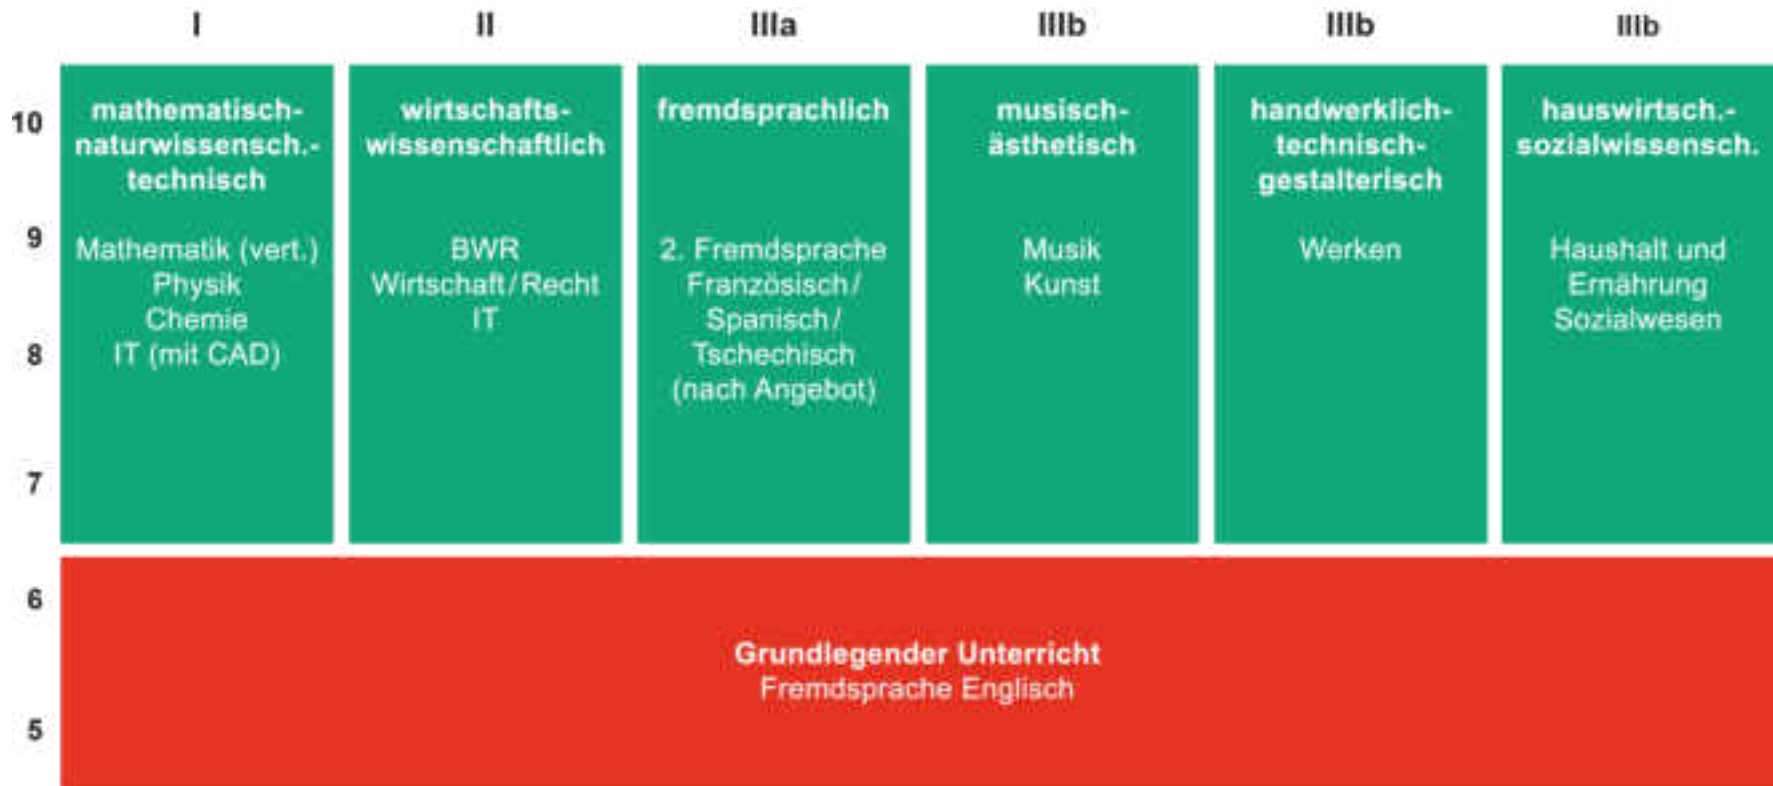 I
II
IIIa
IIIb
IIIb
IIIb
10
9
8
7
6
5
mathematisch-
naturwissensch.-
technisch
Mathematik (vert.)
Physik
Chemie
IT (mit CAD)
wirtschafts-
wissenschaftlich
BWR
Wirtschaft/Recht
IT
fremdsprachlich
2. Fremdsprache
Französisch/
Spanisch/
Tschechisch
(nach Angebot)
musisch-
ästhetisch
Musik
Kunst
handwerklich-
technisch-
gestalterisch
Werken
hauswirtsch.-
sozialwissensch.
Haushalt und
Ernährung
Sozialwesen
Grundlegender Unterricht
Fremdsprache Englisch